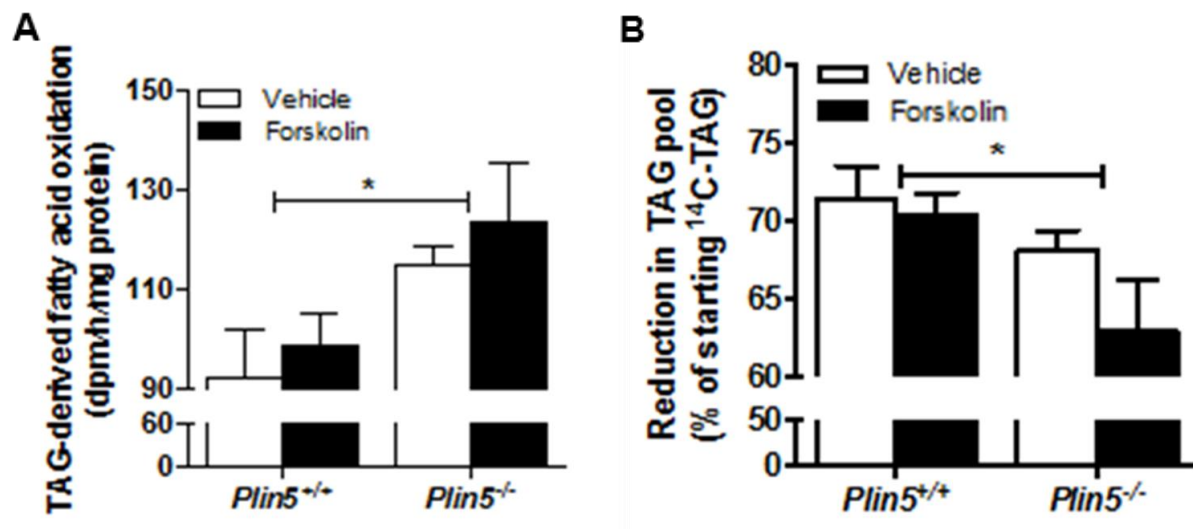 A
TAG-derived fatty acid oxidation
(dpm/h/mg protein)
150
130
110
90
60
0
Vehicle
Forskolin
*
Plin5+/+
Plin5-/-
B
Reduction in TAG pool
(% of starting 14C-TAG)
80
75
70
65
60
50
0
Vehicle
Forskolin
*
Plin5+/+
Plin5-/-